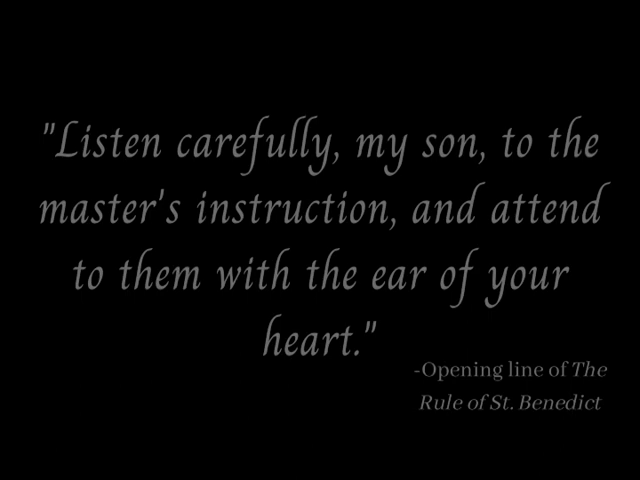 "Listen carefully, my son, to the
master's instruction, and attend
to them with the ear of your
heart."
-Opening line of The
Rule of St. Benedict